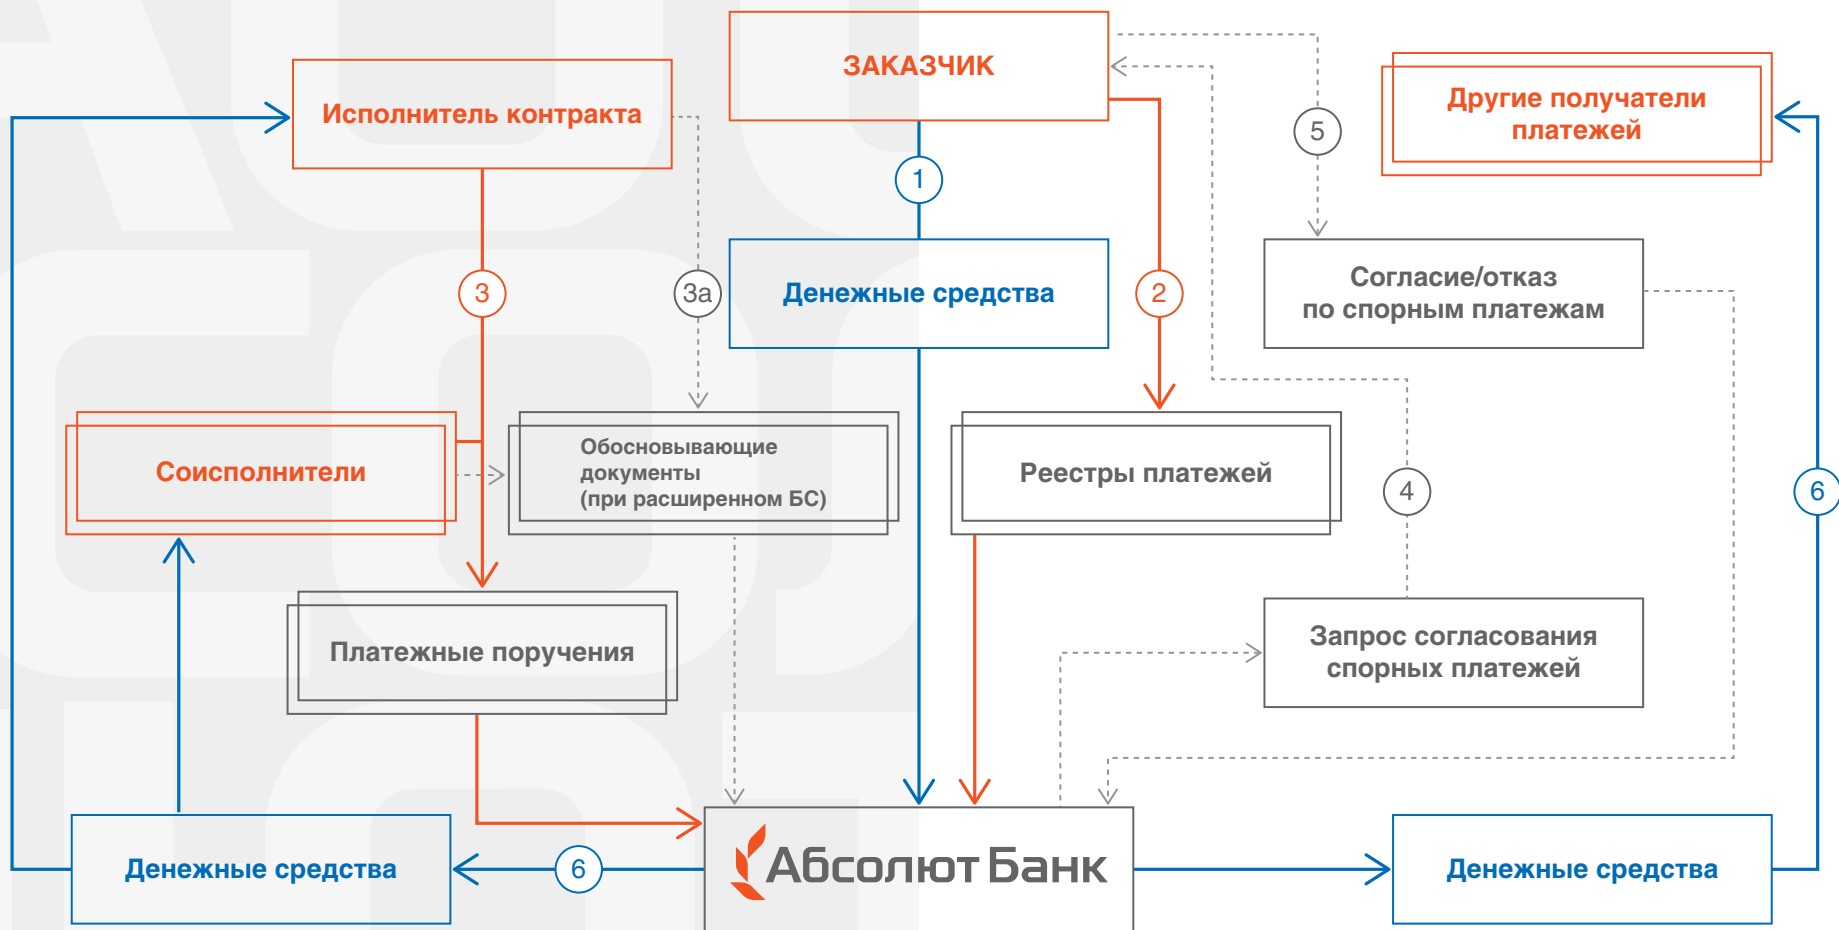 ЗАКАЗЧИК
Исполнитель контракта
Другие получатели
платежей
5
1
Согласие/отказ
по спорным платежам
3
3а
Денежные средства
2
Соисполнители
Обосновывающие
документы
(при расширенном БС)
Реестры платежей
4
6
Платежные поручения
Запрос согласования
спорных платежей
Денежные средства
6
Абсолют Банк
Денежные средства